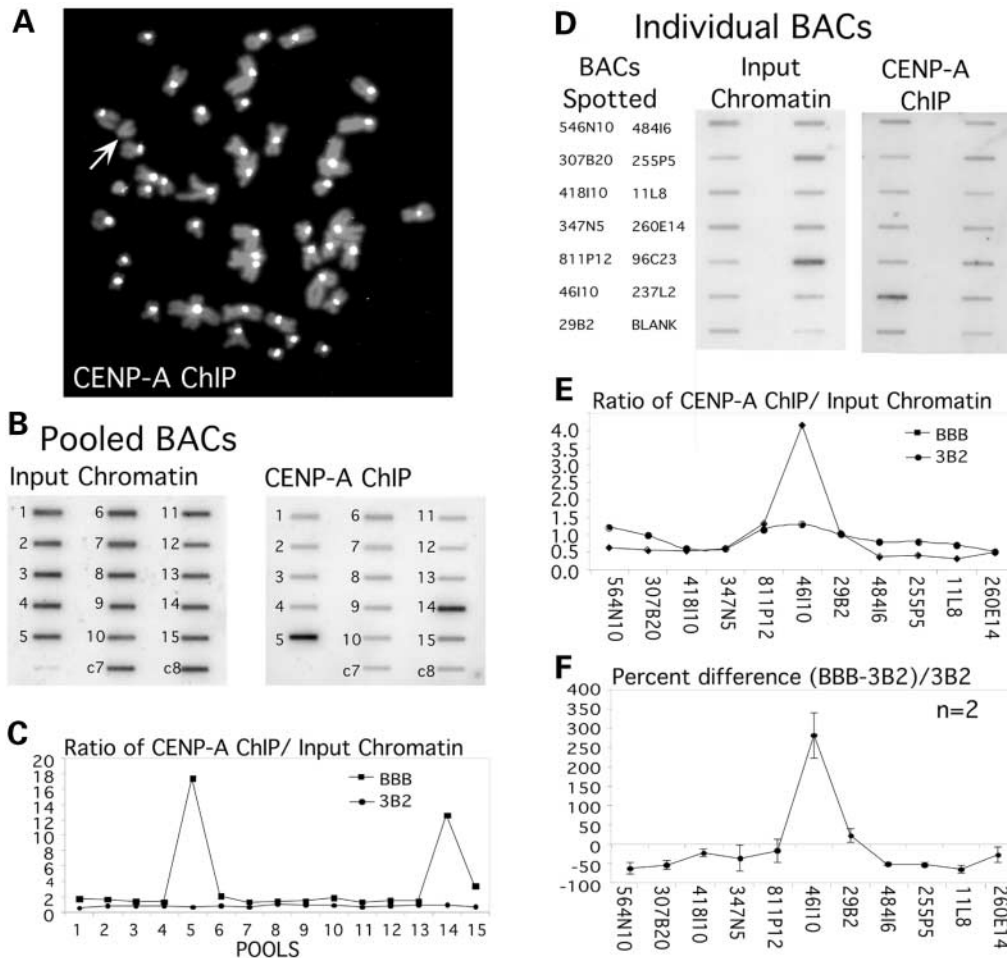 A
CENP-A ChIP
B Pooled BACs
Input Chromatin
1 6 11
2 7 12
3 8 13
4 9 14
5 10 15
c7 c8
CENP-A ChIP
1 6 11
2 7 12
3 8 13
4 9 14
5 10 15
c7 c8
C
Ratio of CENP-A ChIP/ Input Chromatin
20
18
16
14
12
10
8
6
4
2
0
BBB
3B2
1 2 3 4 5 6 7 8 9 10 11 12 13 14 15
POOLS
D Individual BACs
BACs
Spotted
Input
Chromatin
CENP-A
ChIP
546N10 484I6
307B20 255P5
418I10 11L8
347N5 260E14
811P12 96C23
46I10 237L2
29B2 BLANK
E
Ratio of CENP-A ChIP/ Input Chromatin
4.0
3.5
3.0
2.5
2.0
1.5
1.0
0.5
0.0
BBB
3B2
564N10 307B20 418I10 347N5 811P12 46I10 29B2 484I6 255P5 11L8 260E14
F
Percent difference (BBB-3B2)/3B2
n=2
400
350
300
250
200
150
100
50
0
-50
-100
564N10 307B20 418I10 347N5 811P12 46I10 29B2 484I6 255P5 11L8 260E14